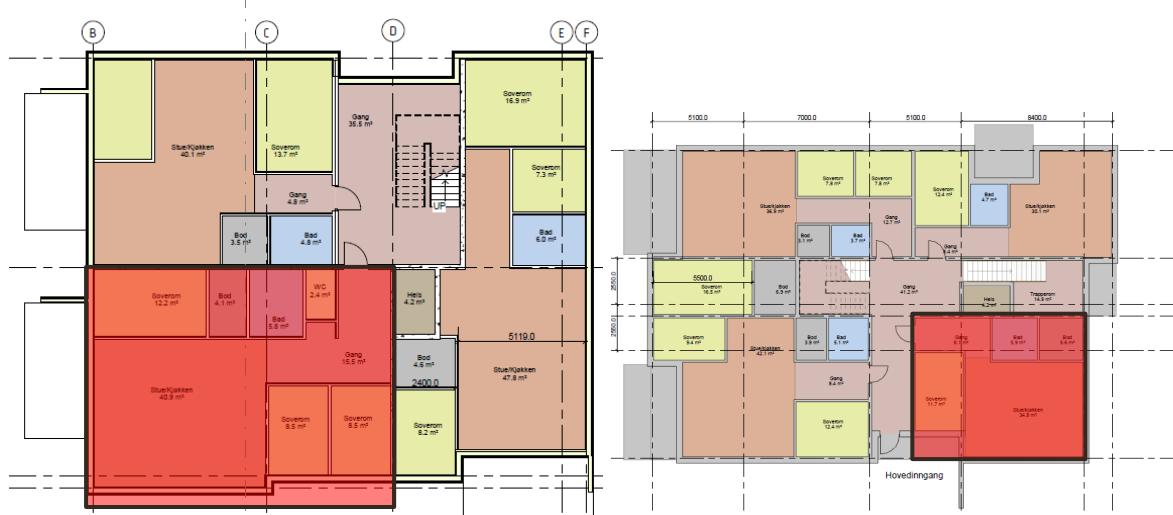 B
C
D
E
F
Soverom
16.9 m²
Gang
35.5 m²
Stue/Kjøkken
40.1 m²
Soverom
13.7 m²
Soverom
7.3 m²
Gang
4.8 m²
UP
Bod
3.5 m²
Bad
4.8 m²
Bad
6.0 m²
Soverom
12.2 m²
Bod
4.1 m²
WC
2.4 m²
Bad
5.8 m²
Heis
4.2 m²
Gang
15.5 m²
5119.0
Bod
4.6 m²
2400.0
Stue/Kjøkken
47.8 m²
Stue/Kjøkken
40.9 m²
Soverom
8.5 m²
Soverom
8.5 m²
Soverom
8.2 m²
5100.0
7000.0
5100.0
8400.0
Soverom
7.8 m²
Soverom
7.8 m²
Soverom
12.4 m²
Bad
4.7 m²
Stue/kjøkken
36.9 m²
Stue/kjøkken
30.1 m²
Gang
12.7 m²
Bod
3.1 m²
Bad
3.7 m²
Gang
2550.0
5500.0
Soverom
16.5 m²
Bod
6.9 m²
Gang
41.2 m²
Heis
4.2 m²
Trapperom
14.9 m²
2550.0
Soverom
9.4 m²
Stue/kjøkken
42.1 m²
Bod
3.9 m²
Bad
5.1 m²
Gang
Bad
5.9 m²
Bad
Gang
8.4 m²
Soverom
11.7 m²
Stue/kjøkken
34.8 m²
Soverom
12.4 m²
Hovedinngang